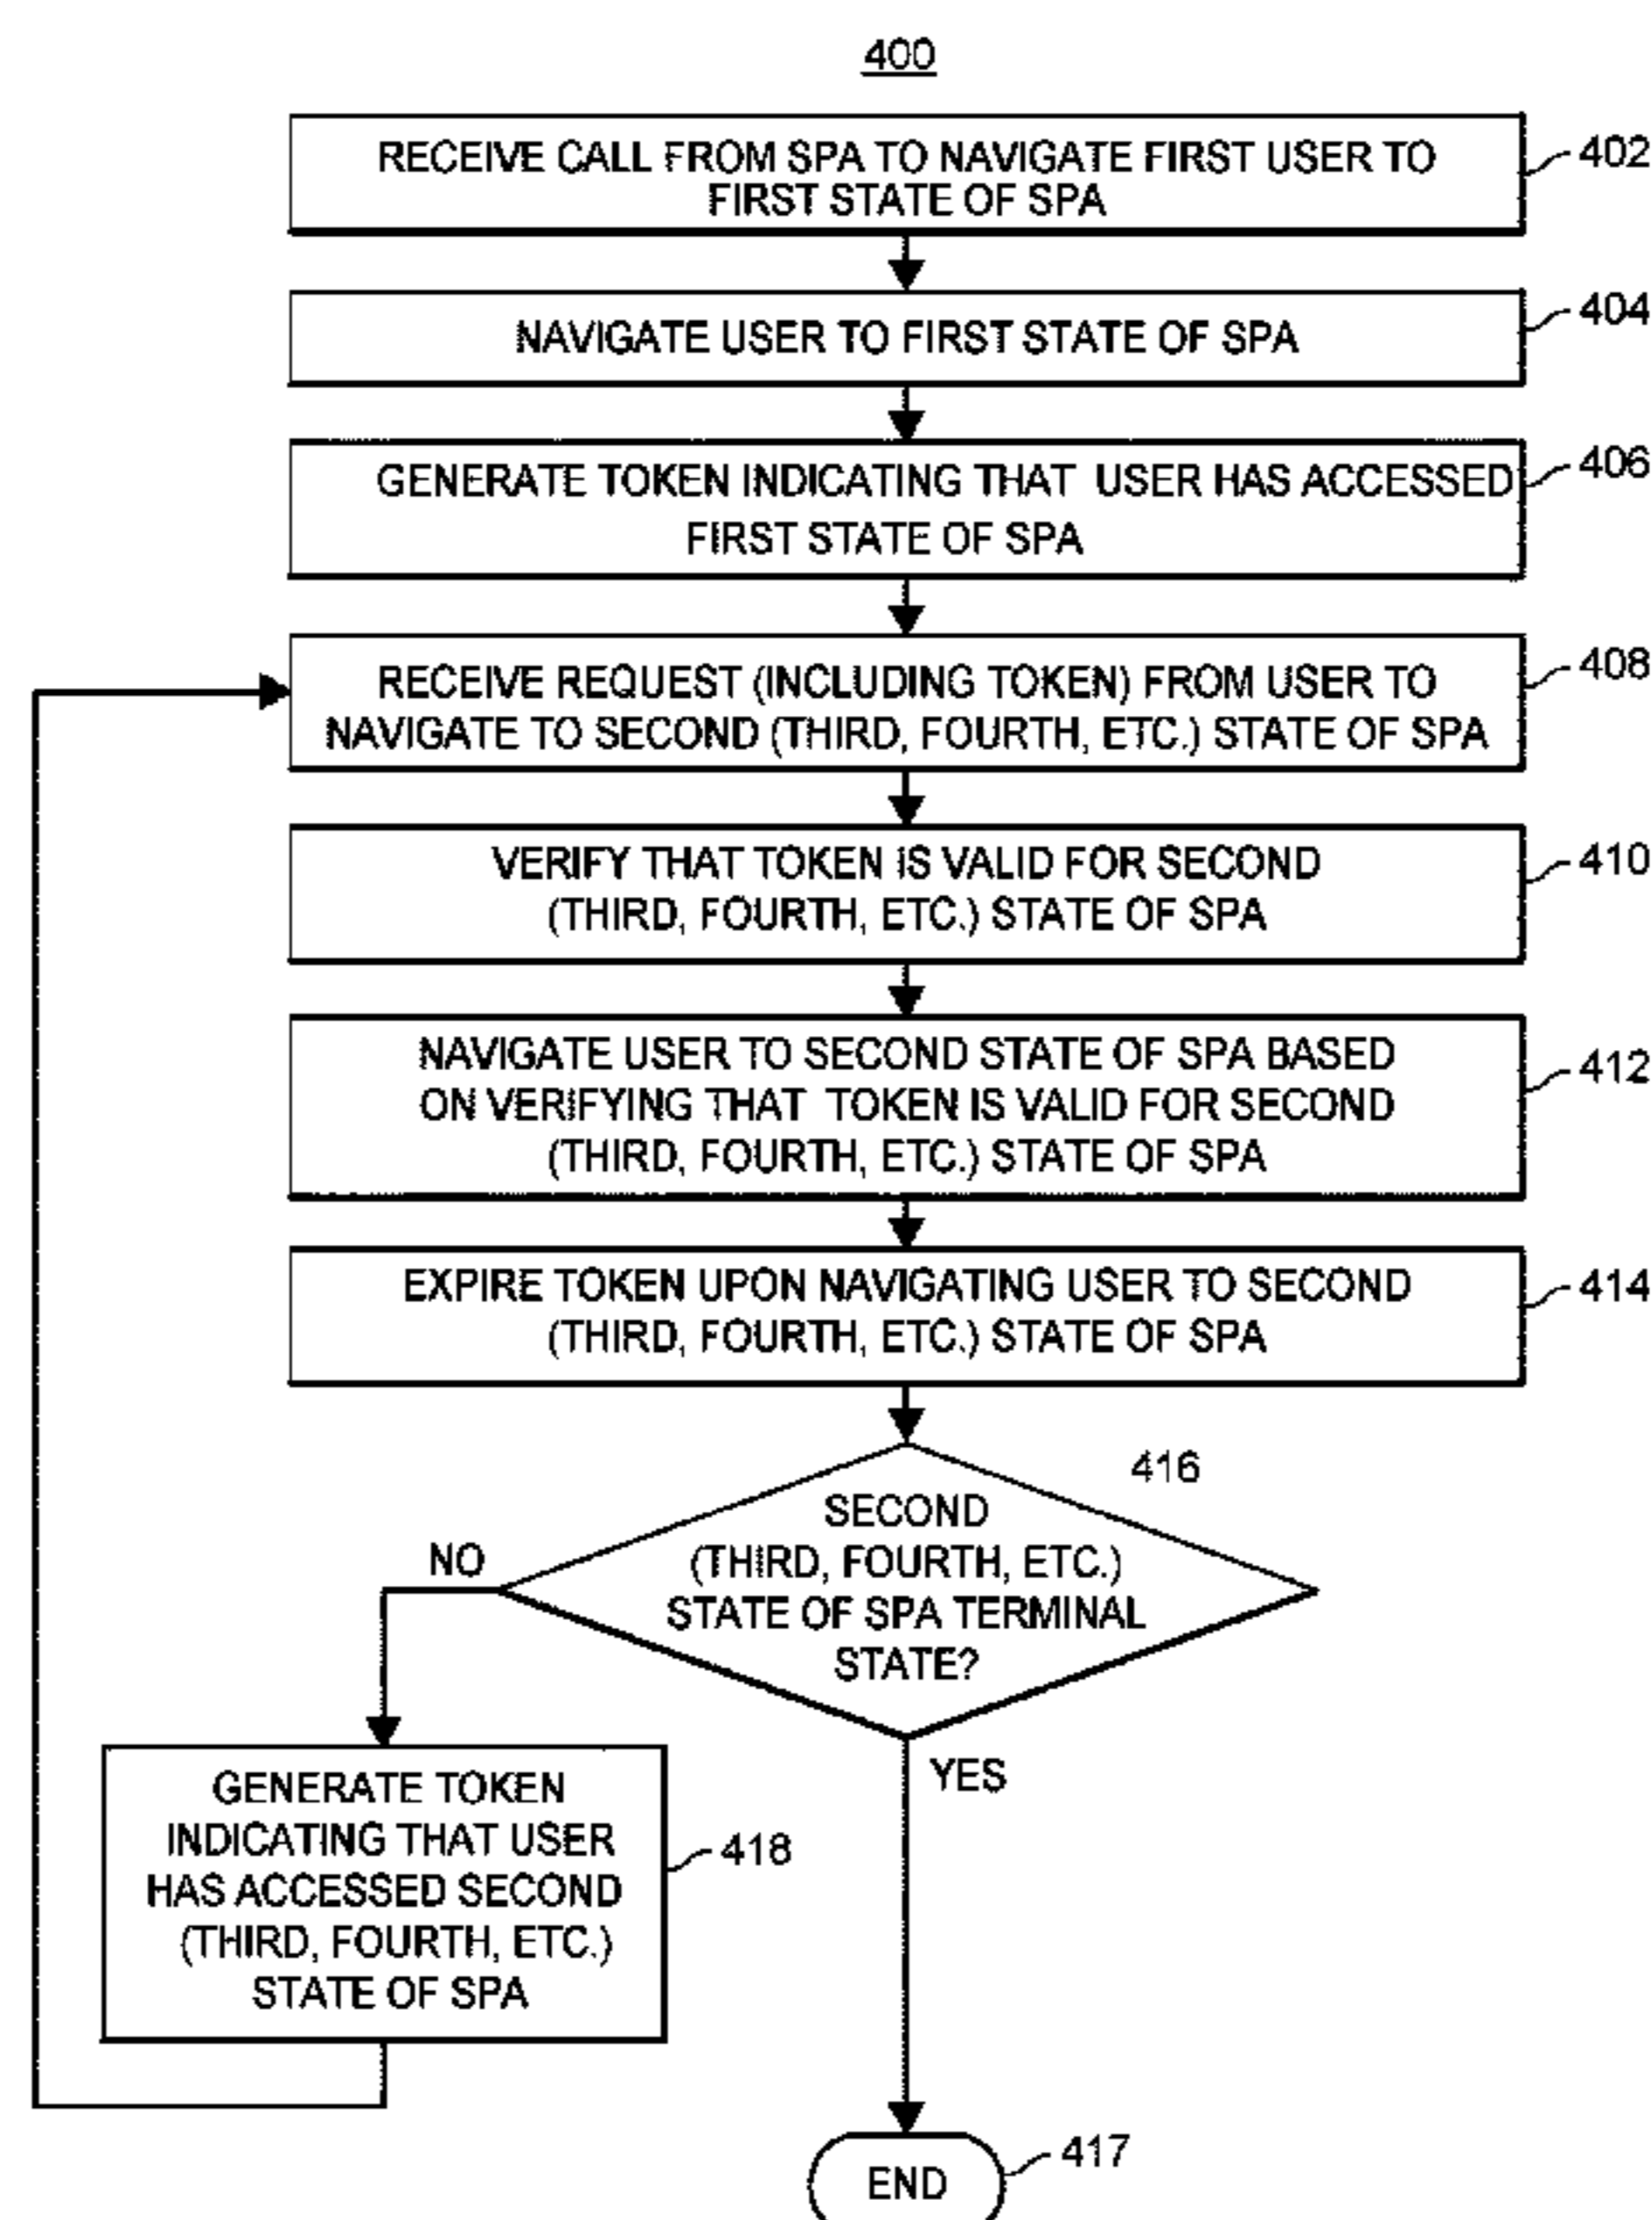 400
RECEIVE CALL FROM SPA TO NAVIGATE FIRST USER TO
FIRST STATE OF SPA
402
NAVIGATE USER TO FIRST STATE OF SPA
404
GENERATE TOKEN INDICATING THAT USER HAS ACCESSED
FIRST STATE OF SPA
406
RECEIVE REQUEST (INCLUDING TOKEN) FROM USER TO
NAVIGATE TO SECOND (THIRD, FOURTH, ETC.) STATE OF SPA
408
VERIFY THAT TOKEN IS VALID FOR SECOND
(THIRD, FOURTH, ETC.) STATE OF SPA
410
NAVIGATE USER TO SECOND STATE OF SPA BASED
ON VERIFYING THAT TOKEN IS VALID FOR SECOND
(THIRD, FOURTH, ETC.) STATE OF SPA
412
EXPIRE TOKEN UPON NAVIGATING USER TO SECOND
(THIRD, FOURTH, ETC.) STATE OF SPA
414
416
SECOND
(THIRD, FOURTH, ETC.)
STATE OF SPA TERMINAL
STATE?
NO
YES
GENERATE TOKEN
INDICATING THAT USER
HAS ACCESSED SECOND
(THIRD, FOURTH, ETC.)
STATE OF SPA
418
END
417